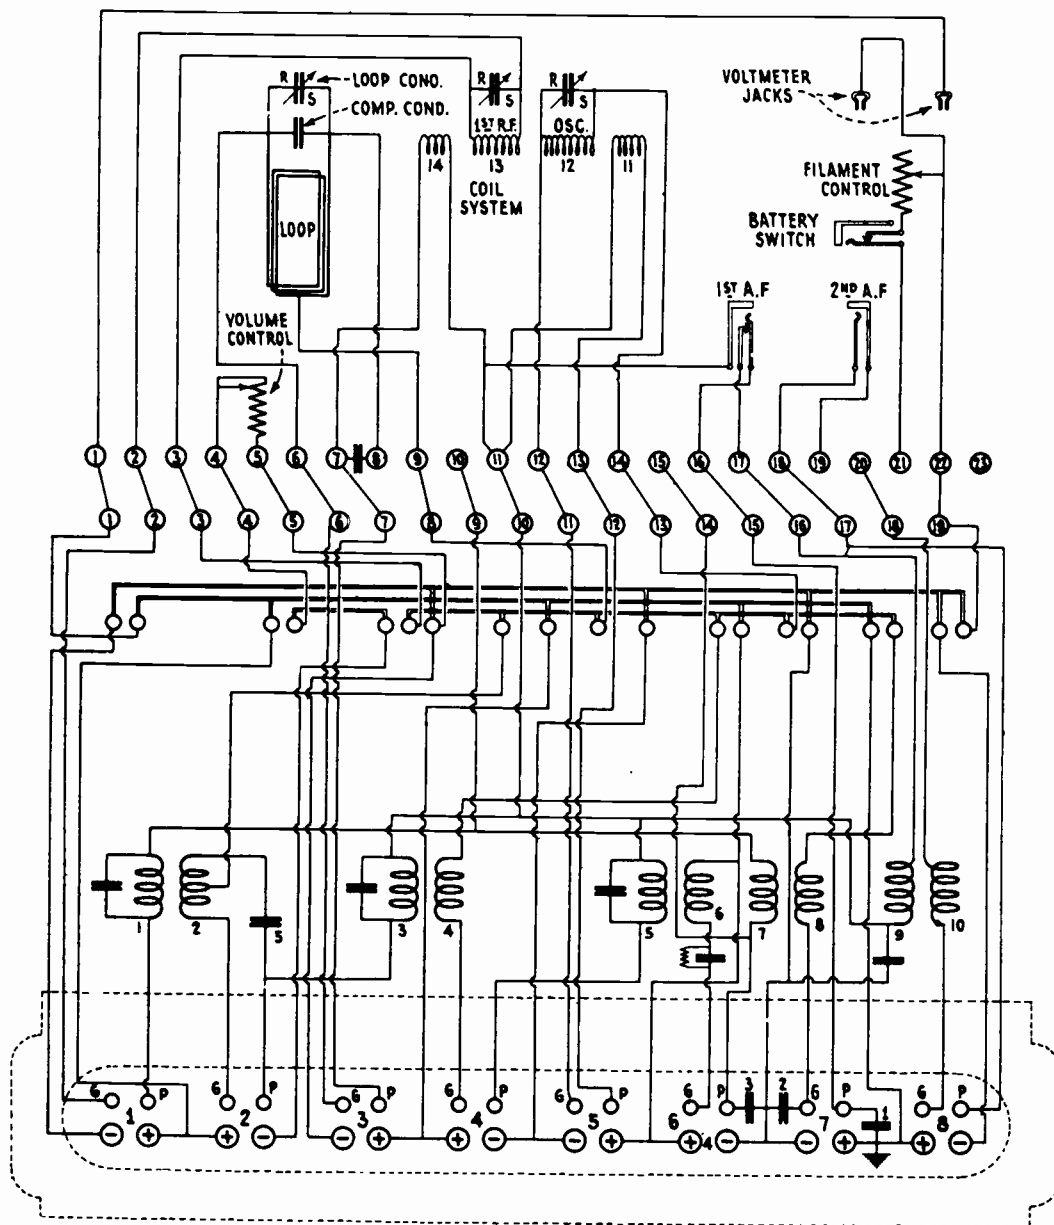 R
S
LOOP COND.
COMP. COND.
LOOP
VOLUME
CONTROL
R
S
1ST R.F.
14
13
COIL
SYSTEM
R
S
OSC.
12
11
VOLTMETER
JACKS
FILAMENT
CONTROL
BATTERY
SWITCH
1ST A.F
2ND A.F
1 2 3 4 5 6 7 8 9 10 11 12 13 14 15 16 17 18 19 20 21 22 23
1 2 3 4 5 6 7 8 9 10 11 12 13 14 15 16 17 18 19
1 2 5 3 4 5 6 7 8 9 10
G P G P G P G P G P G P 3 2 G P 1 G P
1 2 3 4 5 6 7 8
− + + − − + + − − + + 4 − − + + −